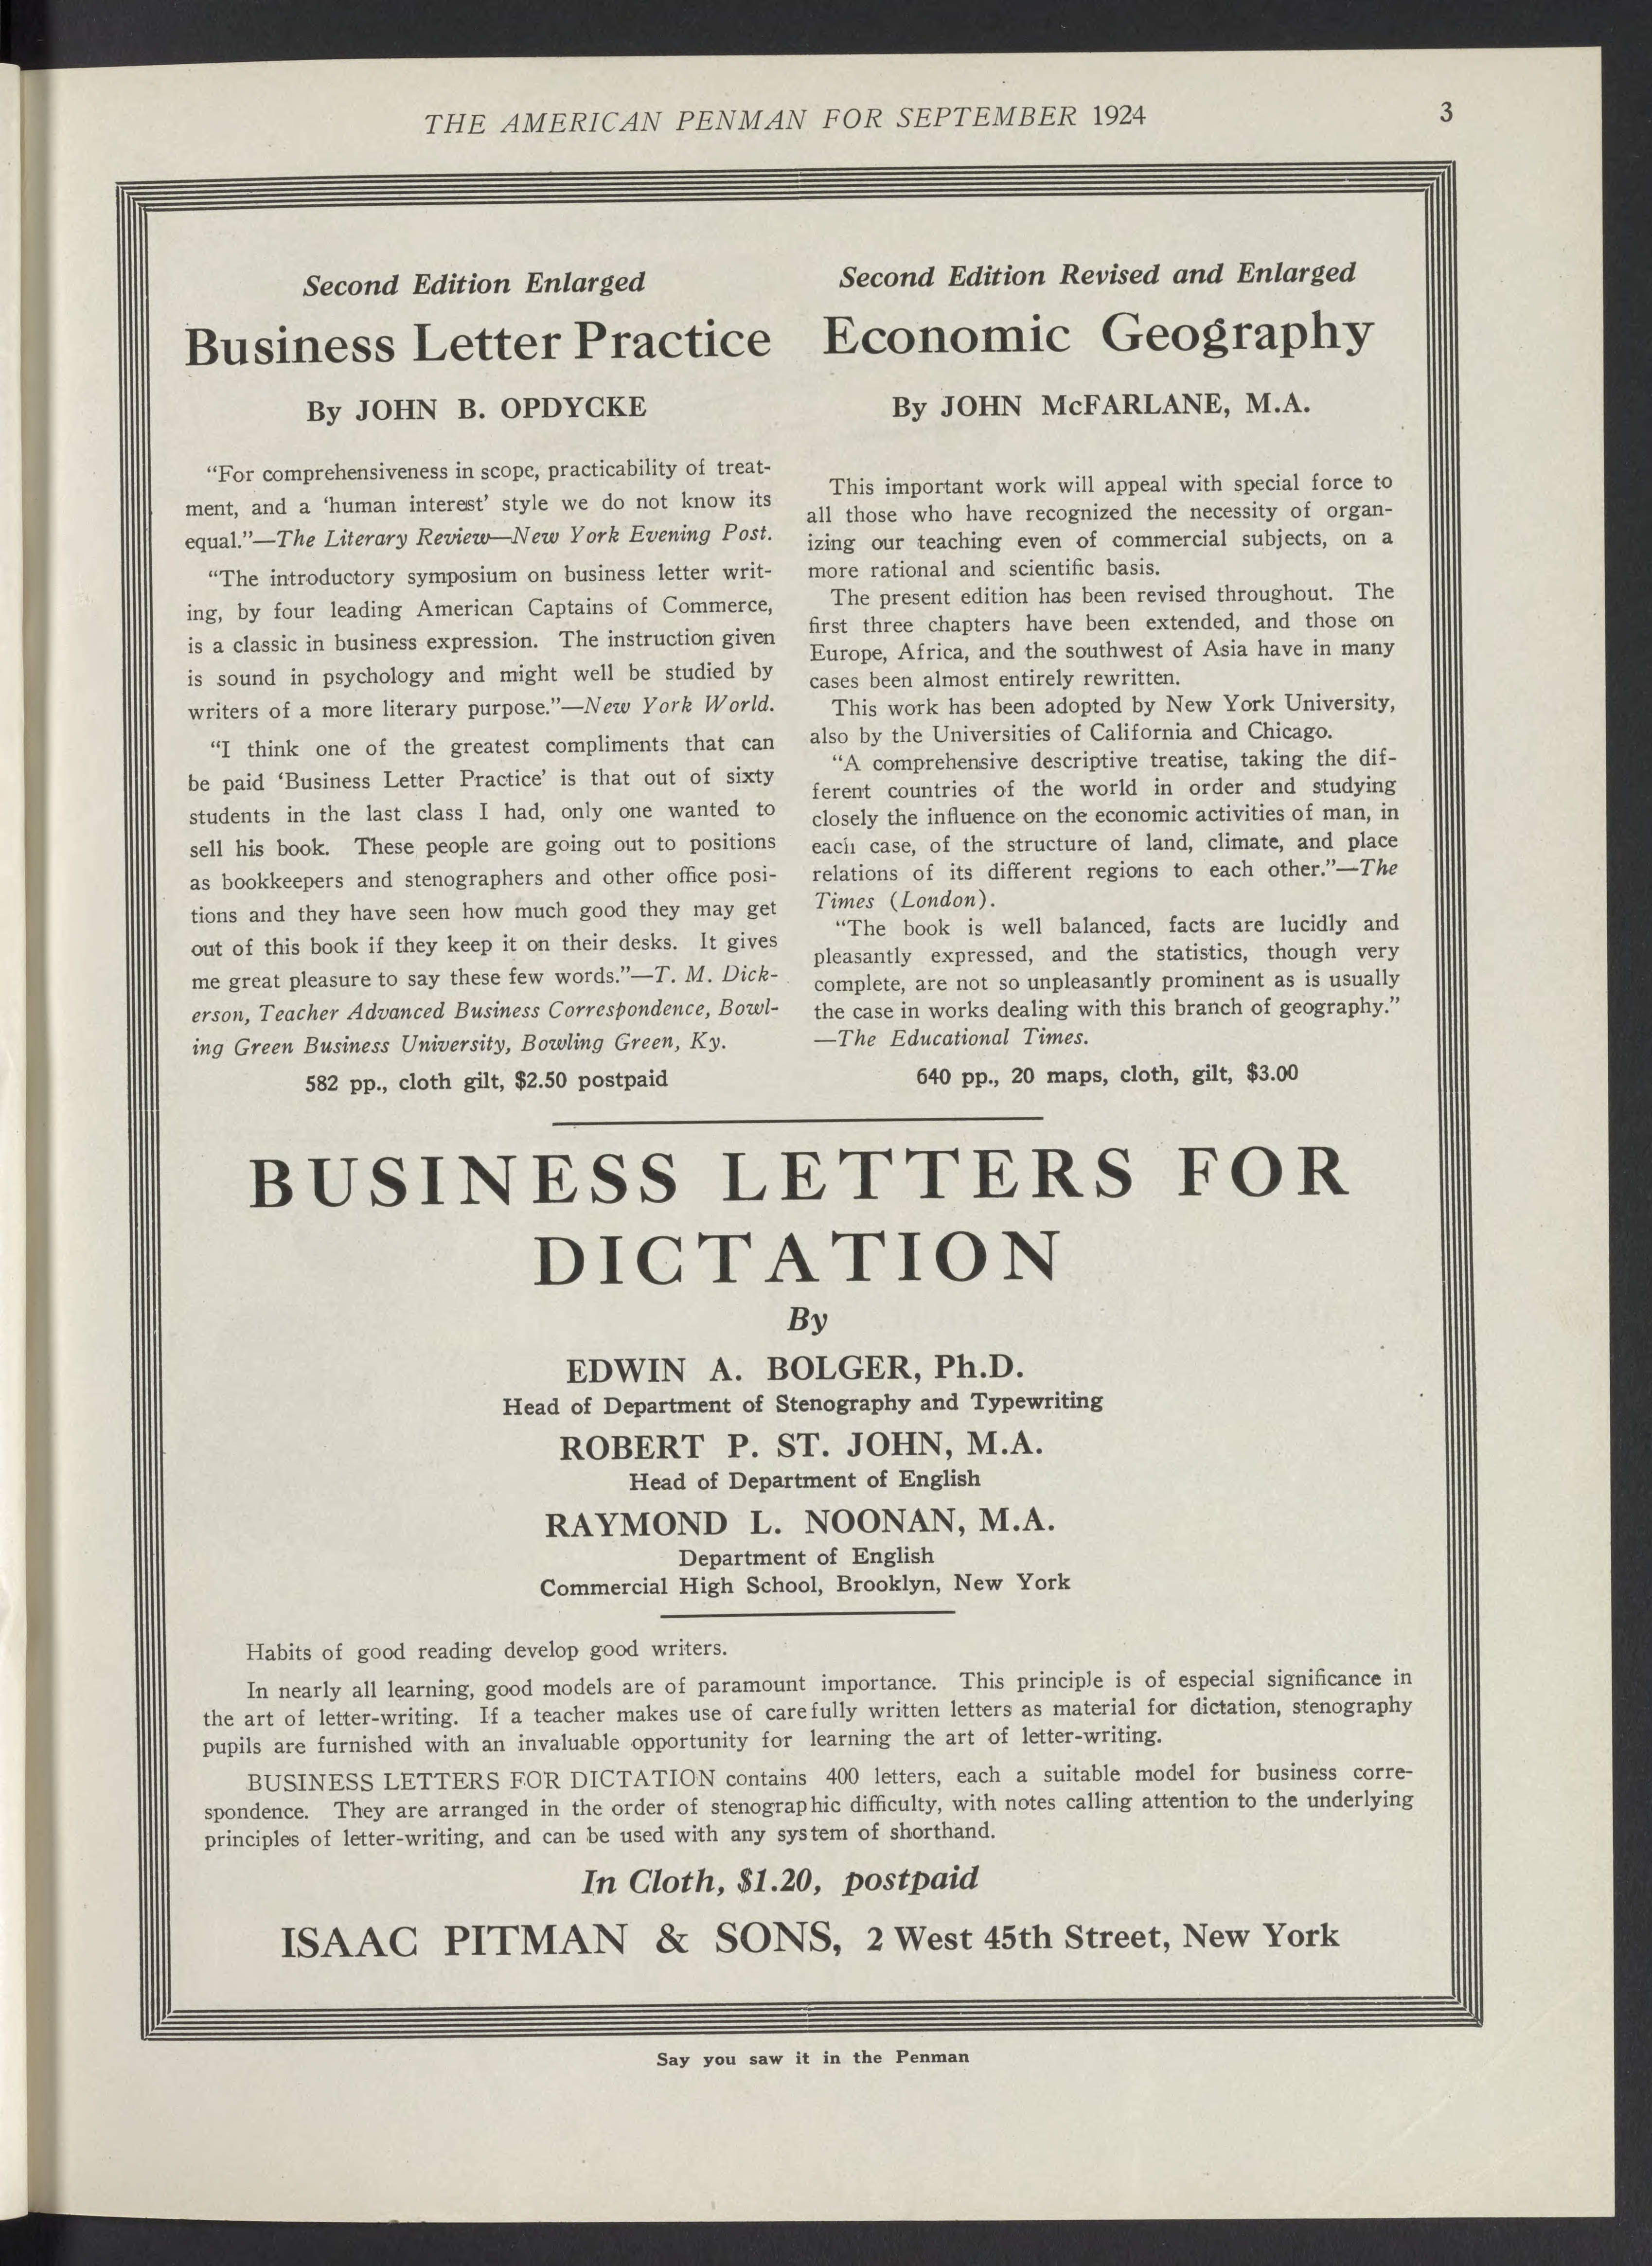 THE AMERICAN PENMAN FOR SEPTEMBER 1924
3
Second Edition Enlarged
Business Letter Practice
By JOHN B. OPDYCKE
“For comprehensiveness in scope, practicability of treat-
ment, and a ‘human interest’ style we do not know its
equal.”—The Literary Review—New York Evening Post.
“The introductory symposium on business letter writ-
ing, by four leading American Captains of Commerce,
is a classic in business expression. The instruction given
is sound in psychology and might well be studied by
writers of a more literary purpose.”—New York World.
“I think one of the greatest compliments that can
be paid ‘Business Letter Practice’ is that out of sixty
students in the last class I had, only one wanted to
sell his book. These people are going out to positions
as bookkeepers and stenographers and other office posi-
tions and they have seen how much good they may get
out of this book if they keep it on their desks. It gives
me great pleasure to say these few words.”—T. M. Dick-
erson, Teacher Advanced Business Correspondence, Bowl-
ing Green Business University, Bowling Green, Ky.
582 pp., cloth gilt, $2.50 postpaid
Second Edition Revised and Enlarged
Economic Geography
By JOHN McFARLANE, M.A.
This important work will appeal with special force to
all those who have recognized the necessity of organ-
izing our teaching even of commercial subjects, on a
more rational and scientific basis.
The present edition has been revised throughout. The
first three chapters have been extended, and those on
Europe, Africa, and the southwest of Asia have in many
cases been almost entirely rewritten.
This work has been adopted by New York University,
also by the Universities of California and Chicago.
“A comprehensive descriptive treatise, taking the dif-
ferent countries of the world in order and studying
closely the influence on the economic activities of man, in
each case, of the structure of land, climate, and place
relations of its different regions to each other.”—The
Times (London).
“The book is well balanced, facts are lucidly and
pleasantly expressed, and the statistics, though very
complete, are not so unpleasantly prominent as is usually
the case in works dealing with this branch of geography.”
—The Educational Times.
640 pp., 20 maps, cloth, gilt, $3.00
BUSINESS LETTERS FOR
DICTATION
By
EDWIN A. BOLGER, Ph.D.
Head of Department of Stenography and Typewriting
ROBERT P. ST. JOHN, M.A.
Head of Department of English
RAYMOND L. NOONAN, M.A.
Department of English
Commercial High School, Brooklyn, New York
Habits of good reading develop good writers.
In nearly all learning, good models are of paramount importance. This principle is of especial significance in
the art of letter-writing. If a teacher makes use of carefully written letters as material for dictation, stenography
pupils are furnished with an invaluable opportunity for learning the art of letter-writing.
BUSINESS LETTERS FOR DICTATION contains 400 letters, each a suitable model for business corre-
spondence. They are arranged in the order of stenographic difficulty, with notes calling attention to the underlying
principles of letter-writing, and can be used with any system of shorthand.
In Cloth, $1.20, postpaid
ISAAC PITMAN & SONS, 2 West 45th Street, New York
Say you saw it in the Penman